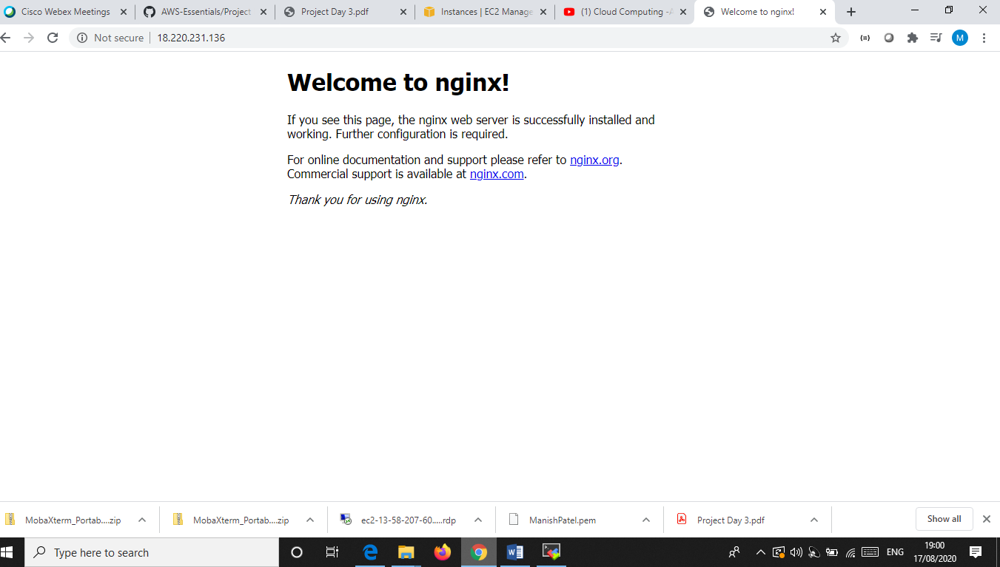 Cisco Webex Meetings
AWS-Essentials/Project
Project Day 3.pdf
Instances | EC2 Manage
(1) Cloud Computing -A
Welcome to nginx!
Not secure
18.220.231.136
M
Welcome to nginx!
If you see this page, the nginx web server is successfully installed and
working. Further configuration is required.
For online documentation and support please refer to nginx.org.
Commercial support is available at nginx.com.
Thank you for using nginx.
MobaXterm_Portab....zip
MobaXterm_Portab....zip
ec2-13-58-207-60.....rdp
ManishPatel.pem
Project Day 3.pdf
Show all
Type here to search
ENG
19:00
17/08/2020